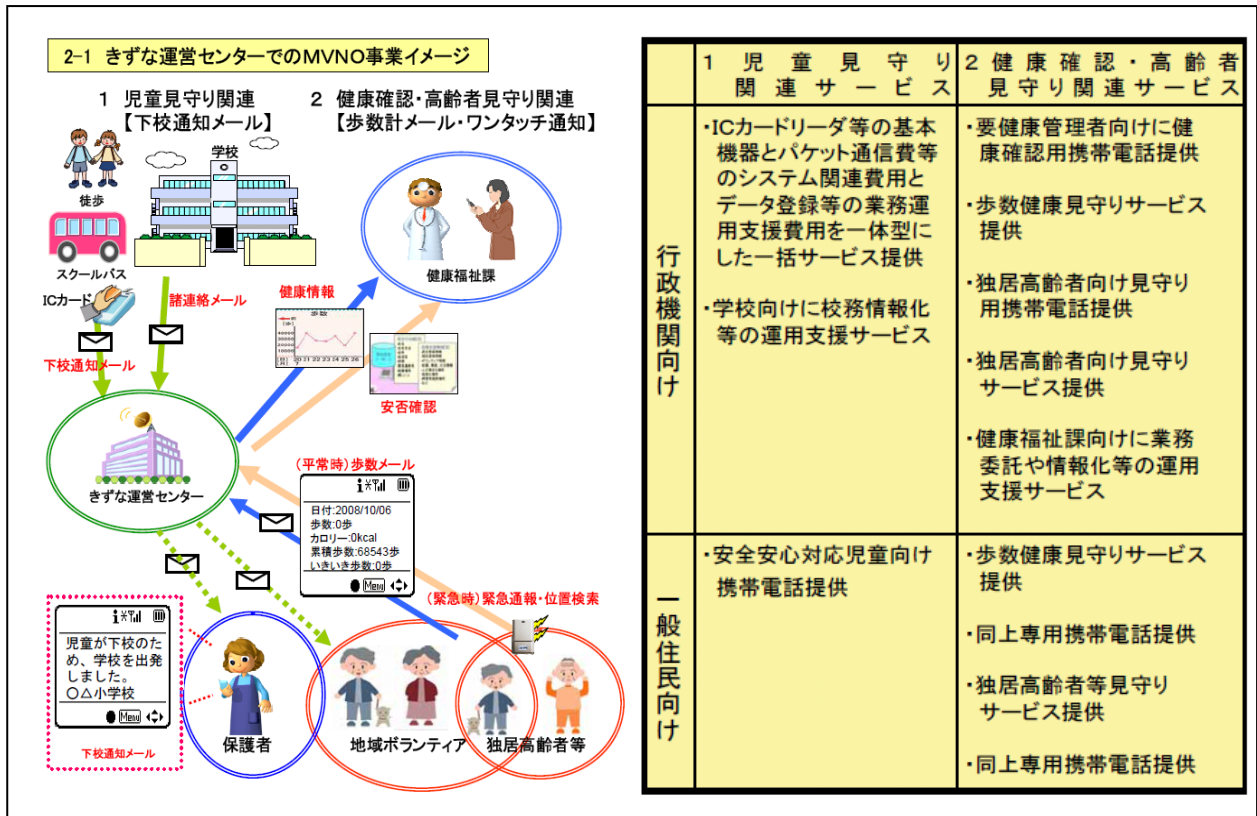 2-1 きずな運営センターでのMVNO事業イメージ
1 児童見守り関連
【下校通知メール】
2 健康確認・高齢者見守り関連
【歩数計メール・ワンタッチ通知】
学校
徒歩
スクールバス
ICカード
諸連絡メール
下校通知メール
健康福祉課
健康情報
歩数
安否確認
きずな運営センター
(平常時)歩数メール
日付:2008/10/06
歩数:0歩
カロリー:0kcal
累積歩数:68543歩
いきいき歩数:0歩
Menu
(緊急時)緊急通報・位置検索
児童が下校のた
め、学校を出発
しました。
○△小学校
Menu
下校通知メール
保護者
地域ボランティア
独居高齢者等
1 児童見守り
関連サービス
2 健康確認・高齢者
見守り関連サービス
行政機関向け
・ICカードリーダ等の基本
機器とパケット通信費等
のシステム関連費用と
データ登録等の業務運
用支援費用を一体型に
した一括サービス提供
・学校向けに校務情報化
等の運用支援サービス
・要健康管理者向けに健
康確認用携帯電話提供
・歩数健康見守りサービス
提供
・独居高齢者向け見守り
用携帯電話提供
・独居高齢者向け見守り
サービス提供
・健康福祉課向けに業務
委託や情報化等の運用
支援サービス
一般住民向け
・安全安心対応児童向け
携帯電話提供
・歩数健康見守りサービス
提供
・同上専用携帯電話提供
・独居高齢者等見守り
サービス提供
・同上専用携帯電話提供